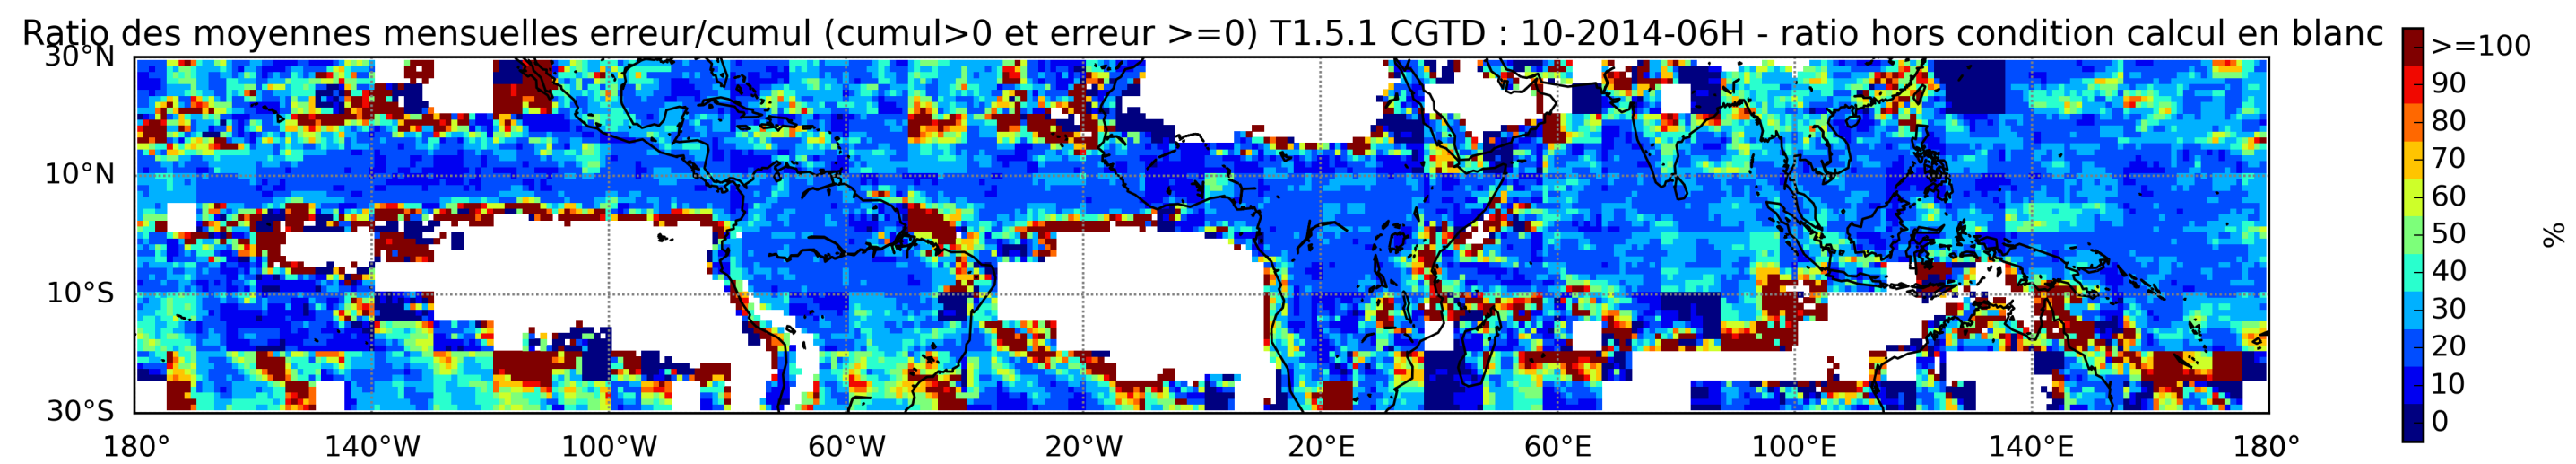 Ratio des moyennes mensuelles erreur/cumul (cumul>0 et erreur >=0) T1.5.1 CGTD : 10-2014-06H - ratio hors condition calcul en blanc
30°N
10°N
10°S
30°S
180° 140°W 100°W 60°W 20°W 20°E 60°E 100°E 140°E 180°
>=100
90
80
70
60
50
40
30
20
10
0
%